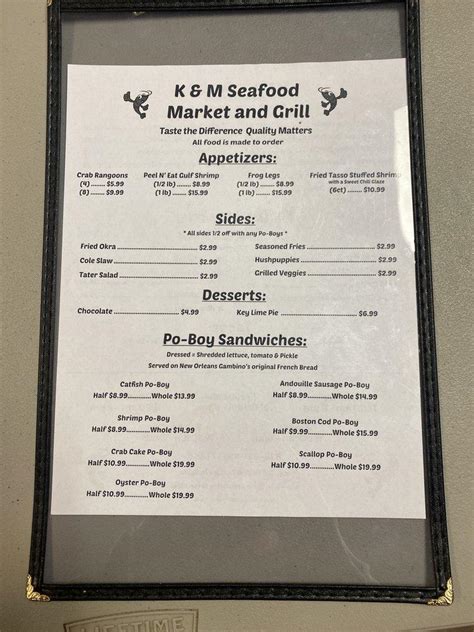 K & M Seafood
Market and Grill
Taste the Difference Quality Matters
All food is made to order
Appetizers:
Crab Rangoons
(4) ........ $5.99
(8) ........ $9.99
Peel N' Eat Gulf Shrimp
(1/2 lb) ........ $8.99
(1 lb) ........ $15.99
Frog Legs
(1/2 lb) ........ $8.99
(1 lb) ........ $15.99
Fried Tasso Stuffed Shrimp
with a Sweet Chili Glaze
(6ct) ........ $10.99
Sides:
* All sides 1/2 off with any Po-Boys *
Fried Okra ........ $2.99
Seasoned Fries ........ $2.99
Cole Slaw ........ $2.99
Hushpuppies ........ $2.99
Tater Salad ........ $2.99
Grilled Veggies ........ $2.99
Desserts:
Chocolate ........ $4.99
Key Lime Pie ........ $6.99
Po-Boy Sandwiches:
Dressed = Shredded lettuce, tomato & Pickle
Served on New Orleans Gambino's original French Bread
Catfish Po-Boy
Half $8.99............Whole $13.99
Andouille Sausage Po-Boy
Half $8.99............Whole $14.99
Shrimp Po-Boy
Half $8.99............Whole $14.99
Boston Cod Po-Boy
Half $9.99............Whole $15.99
Crab Cake Po-Boy
Half $10.99............Whole $19.99
Scallop Po-Boy
Half $10.99............Whole $19.99
Oyster Po-Boy
Half $10.99............Whole $19.99
LIFETIME